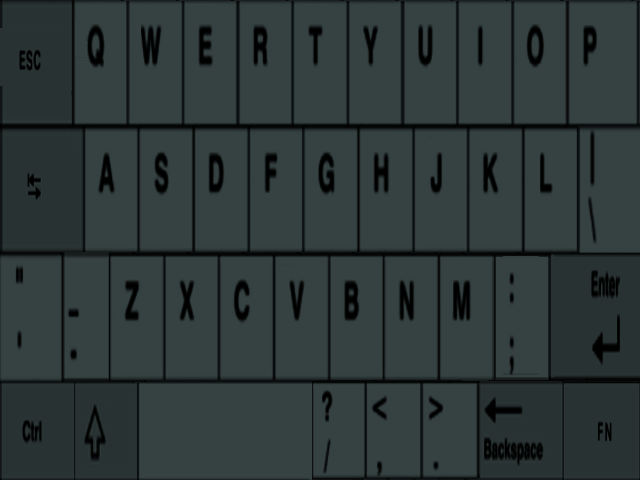 ESC Q W E R T Y U I O P
⇆ A S D F G H J K L | \
" ' _ . Z X C V B N M : ; Enter ↵
Ctrl ⇧ ? / < , > . ← Backspace FN